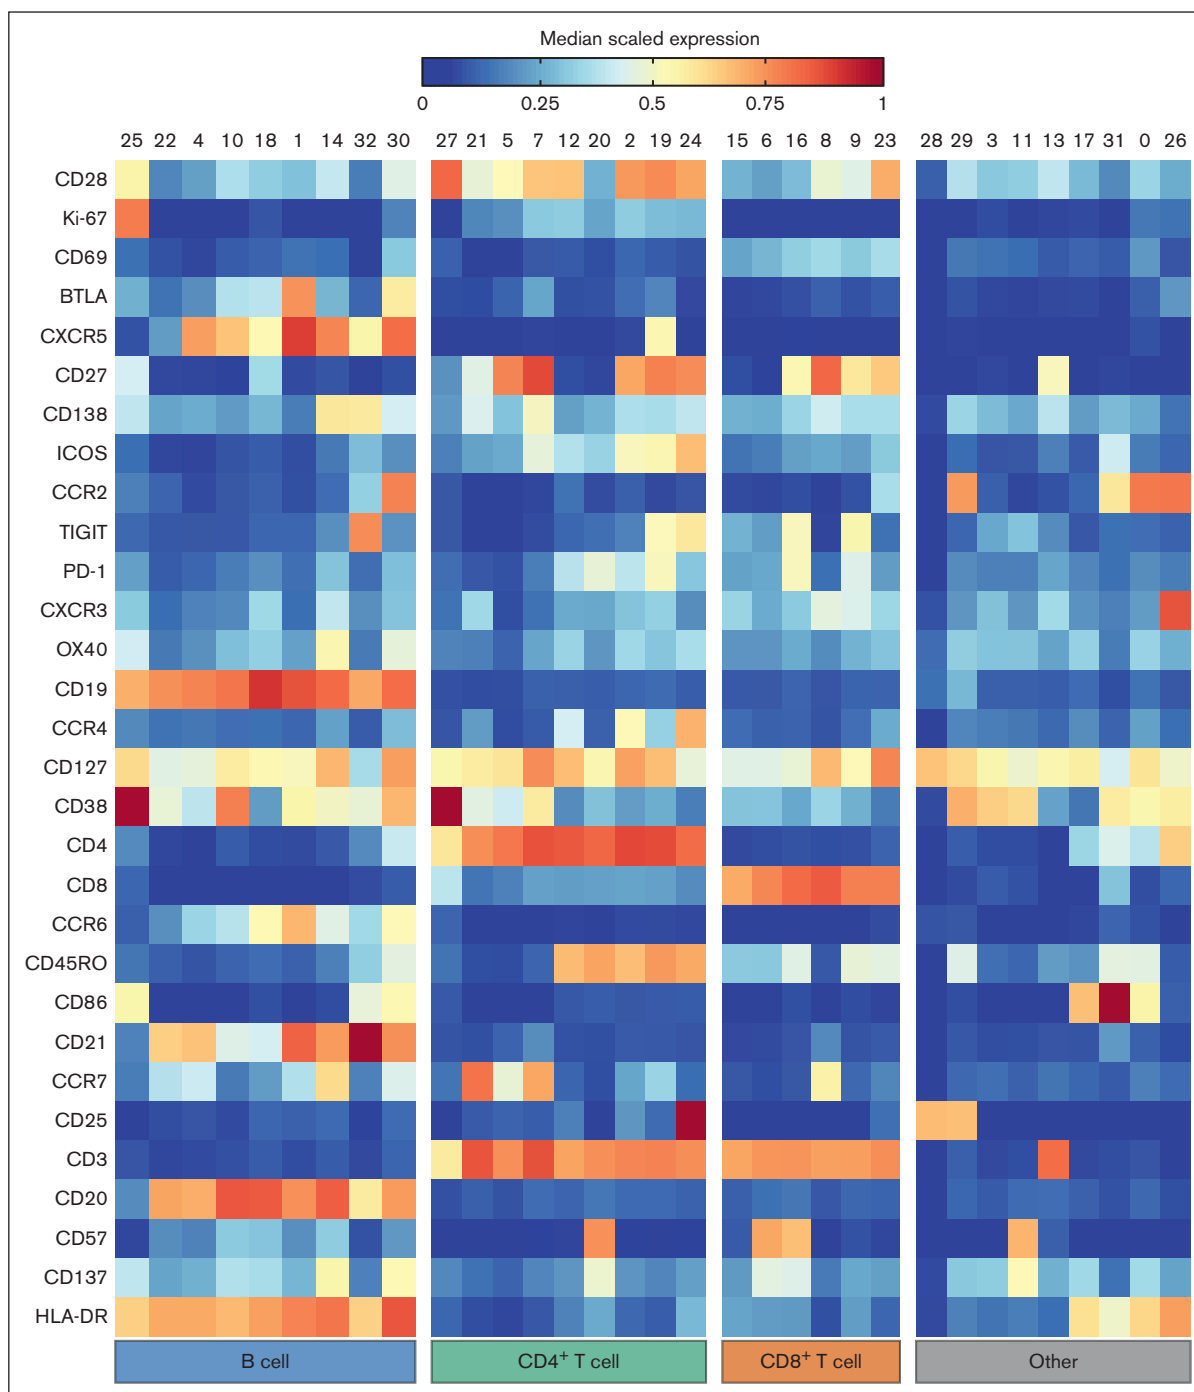 Median scaled expression
0 0.25 0.5 0.75 1
25 22 4 10 18 1 14 32 30 27 21 5 7 12 20 2 19 24 15 6 16 8 9 23 28 29 3 11 13 17 31 0 26
CD28
Ki-67
CD69
BTLA
CXCR5
CD27
CD138
ICOS
CCR2
TIGIT
PD-1
CXCR3
OX40
CD19
CCR4
CD127
CD38
CD4
CD8
CCR6
CD45RO
CD86
CD21
CCR7
CD25
CD3
CD20
CD57
CD137
HLA-DR
B cell CD4⁺ T cell CD8⁺ T cell Other